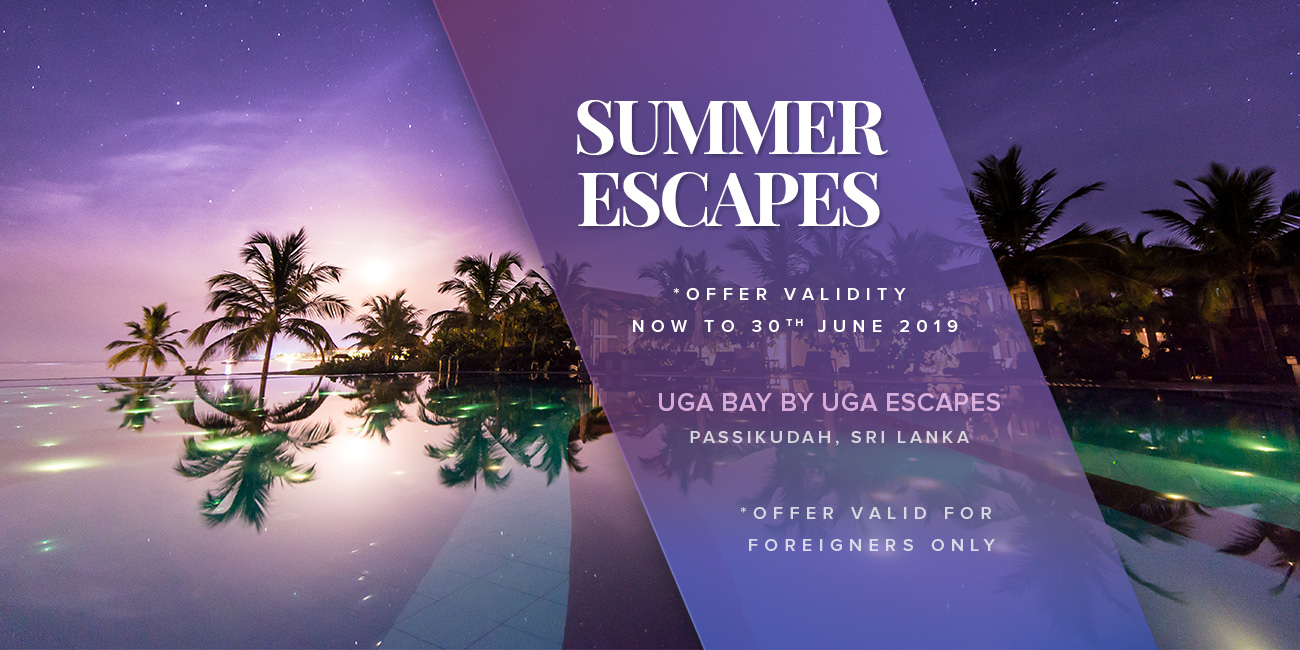 SUMMER
ESCAPES
*OFFER VALIDITY
NOW TO 30TH JUNE 2019
UGA BAY BY UGA ESCAPES
PASSIKUDAH, SRI LANKA
*OFFER VALID FOR
FOREIGNERS ONLY